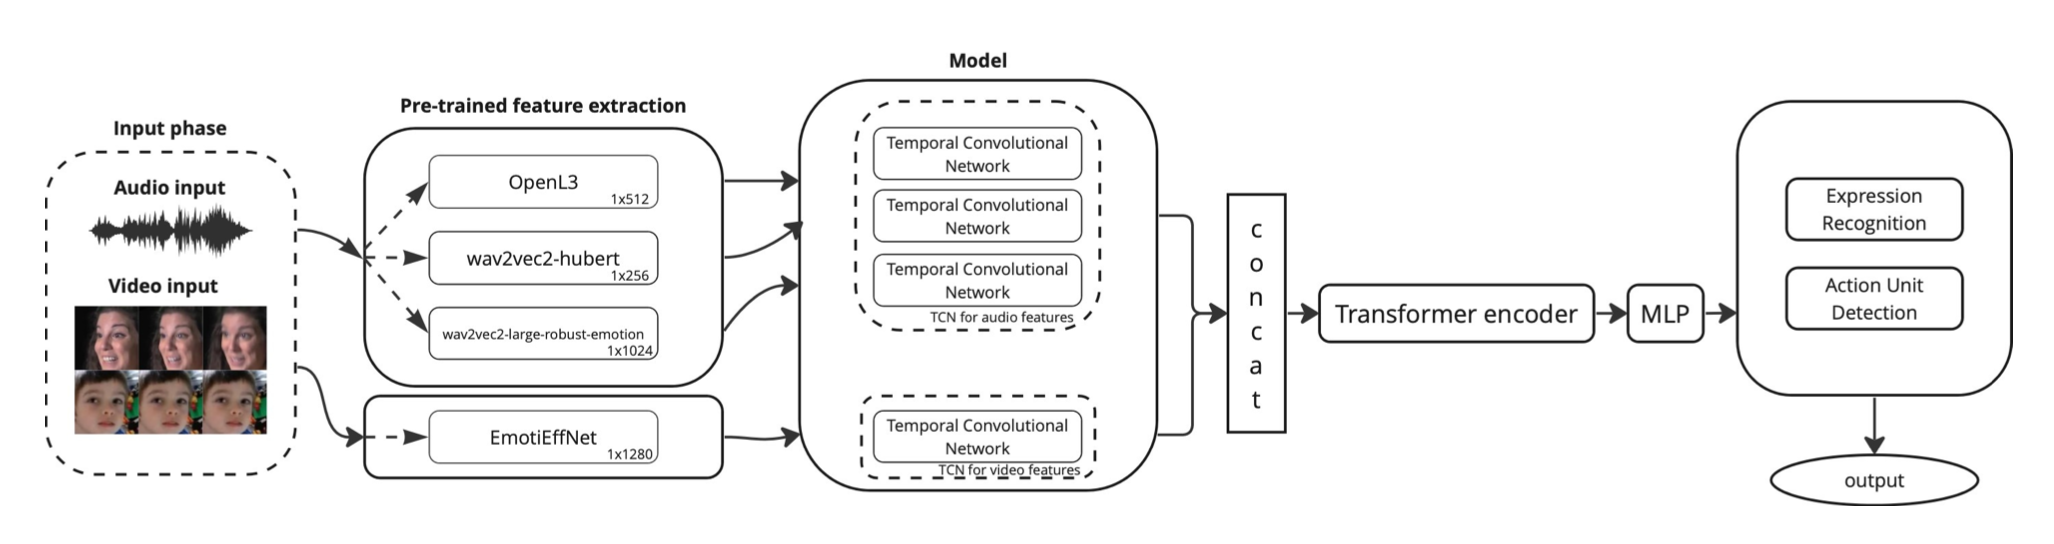 Input phase
Audio input
Video input
Pre-trained feature extraction
OpenL3
1x512
wav2vec2-hubert
1x256
wav2vec2-large-robust-emotion
1x1024
EmotiEffNet
1x1280
Model
Temporal Convolutional
Network
Temporal Convolutional
Network
Temporal Convolutional
Network
TCN for audio features
Temporal Convolutional
Network
TCN for video features
c
o
n
c
a
t
Transformer encoder
MLP
Expression
Recognition
Action Unit
Detection
output